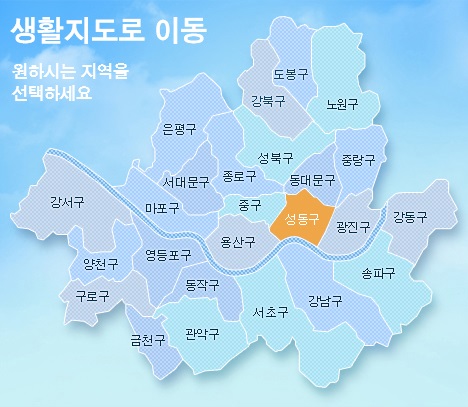 생활지도로 이동
원하시는 지역을
선택하세요
도봉구
강북구
노원구
은평구
성북구
중랑구
서대문구
종로구
동대문구
강서구
마포구
중구
성동구
광진구
강동구
용산구
양천구
영등포구
송파구
구로구
동작구
강남구
서초구
금천구
관악구